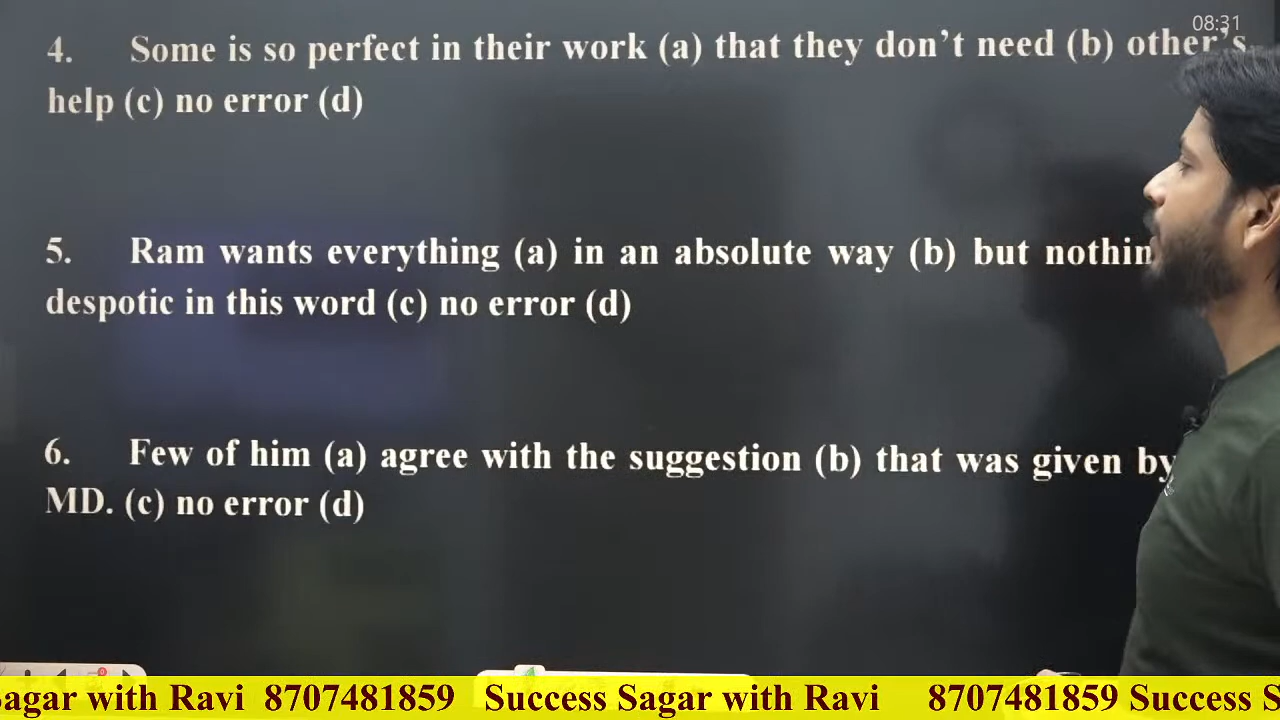 08:31
4. Some is so perfect in their work (a) that they don’t need (b) other’s
help (c) no error (d)
5. Ram wants everything (a) in an absolute way (b) but
despotic in this word (c) no error (d)
6. Few of him (a) agree with the suggestion (b) that was given by
MD. (c) no error (d)
Sagar with Ravi 8707481859 Success Sagar with Ravi 8707481859 Success